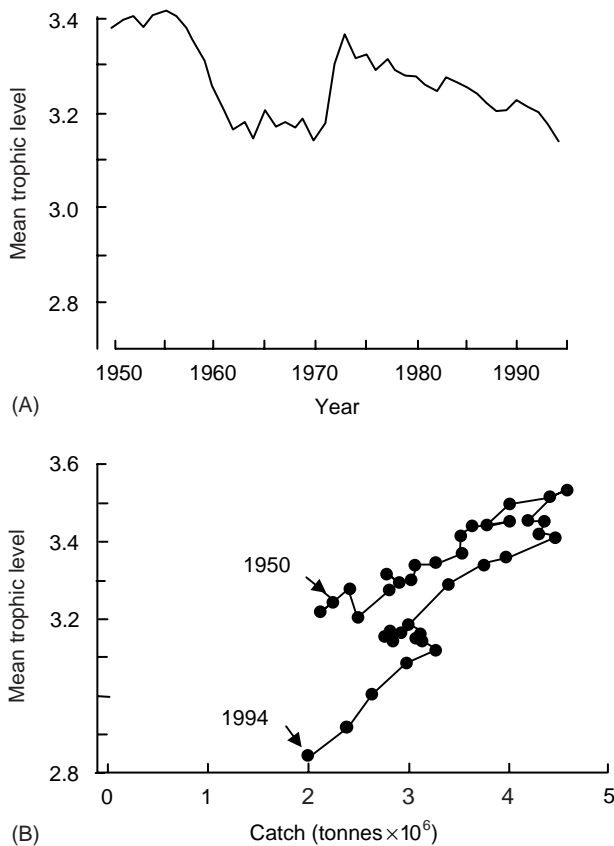 3.4
3.2
3.0
2.8
Mean trophic level
1950 1960 1970 1980 1990
(A)
Year
3.6
3.4
3.2
2.8
Mean trophic level
1950
1994
0 1 2 3 4 5
(B)
Catch (tonnes×10⁶)